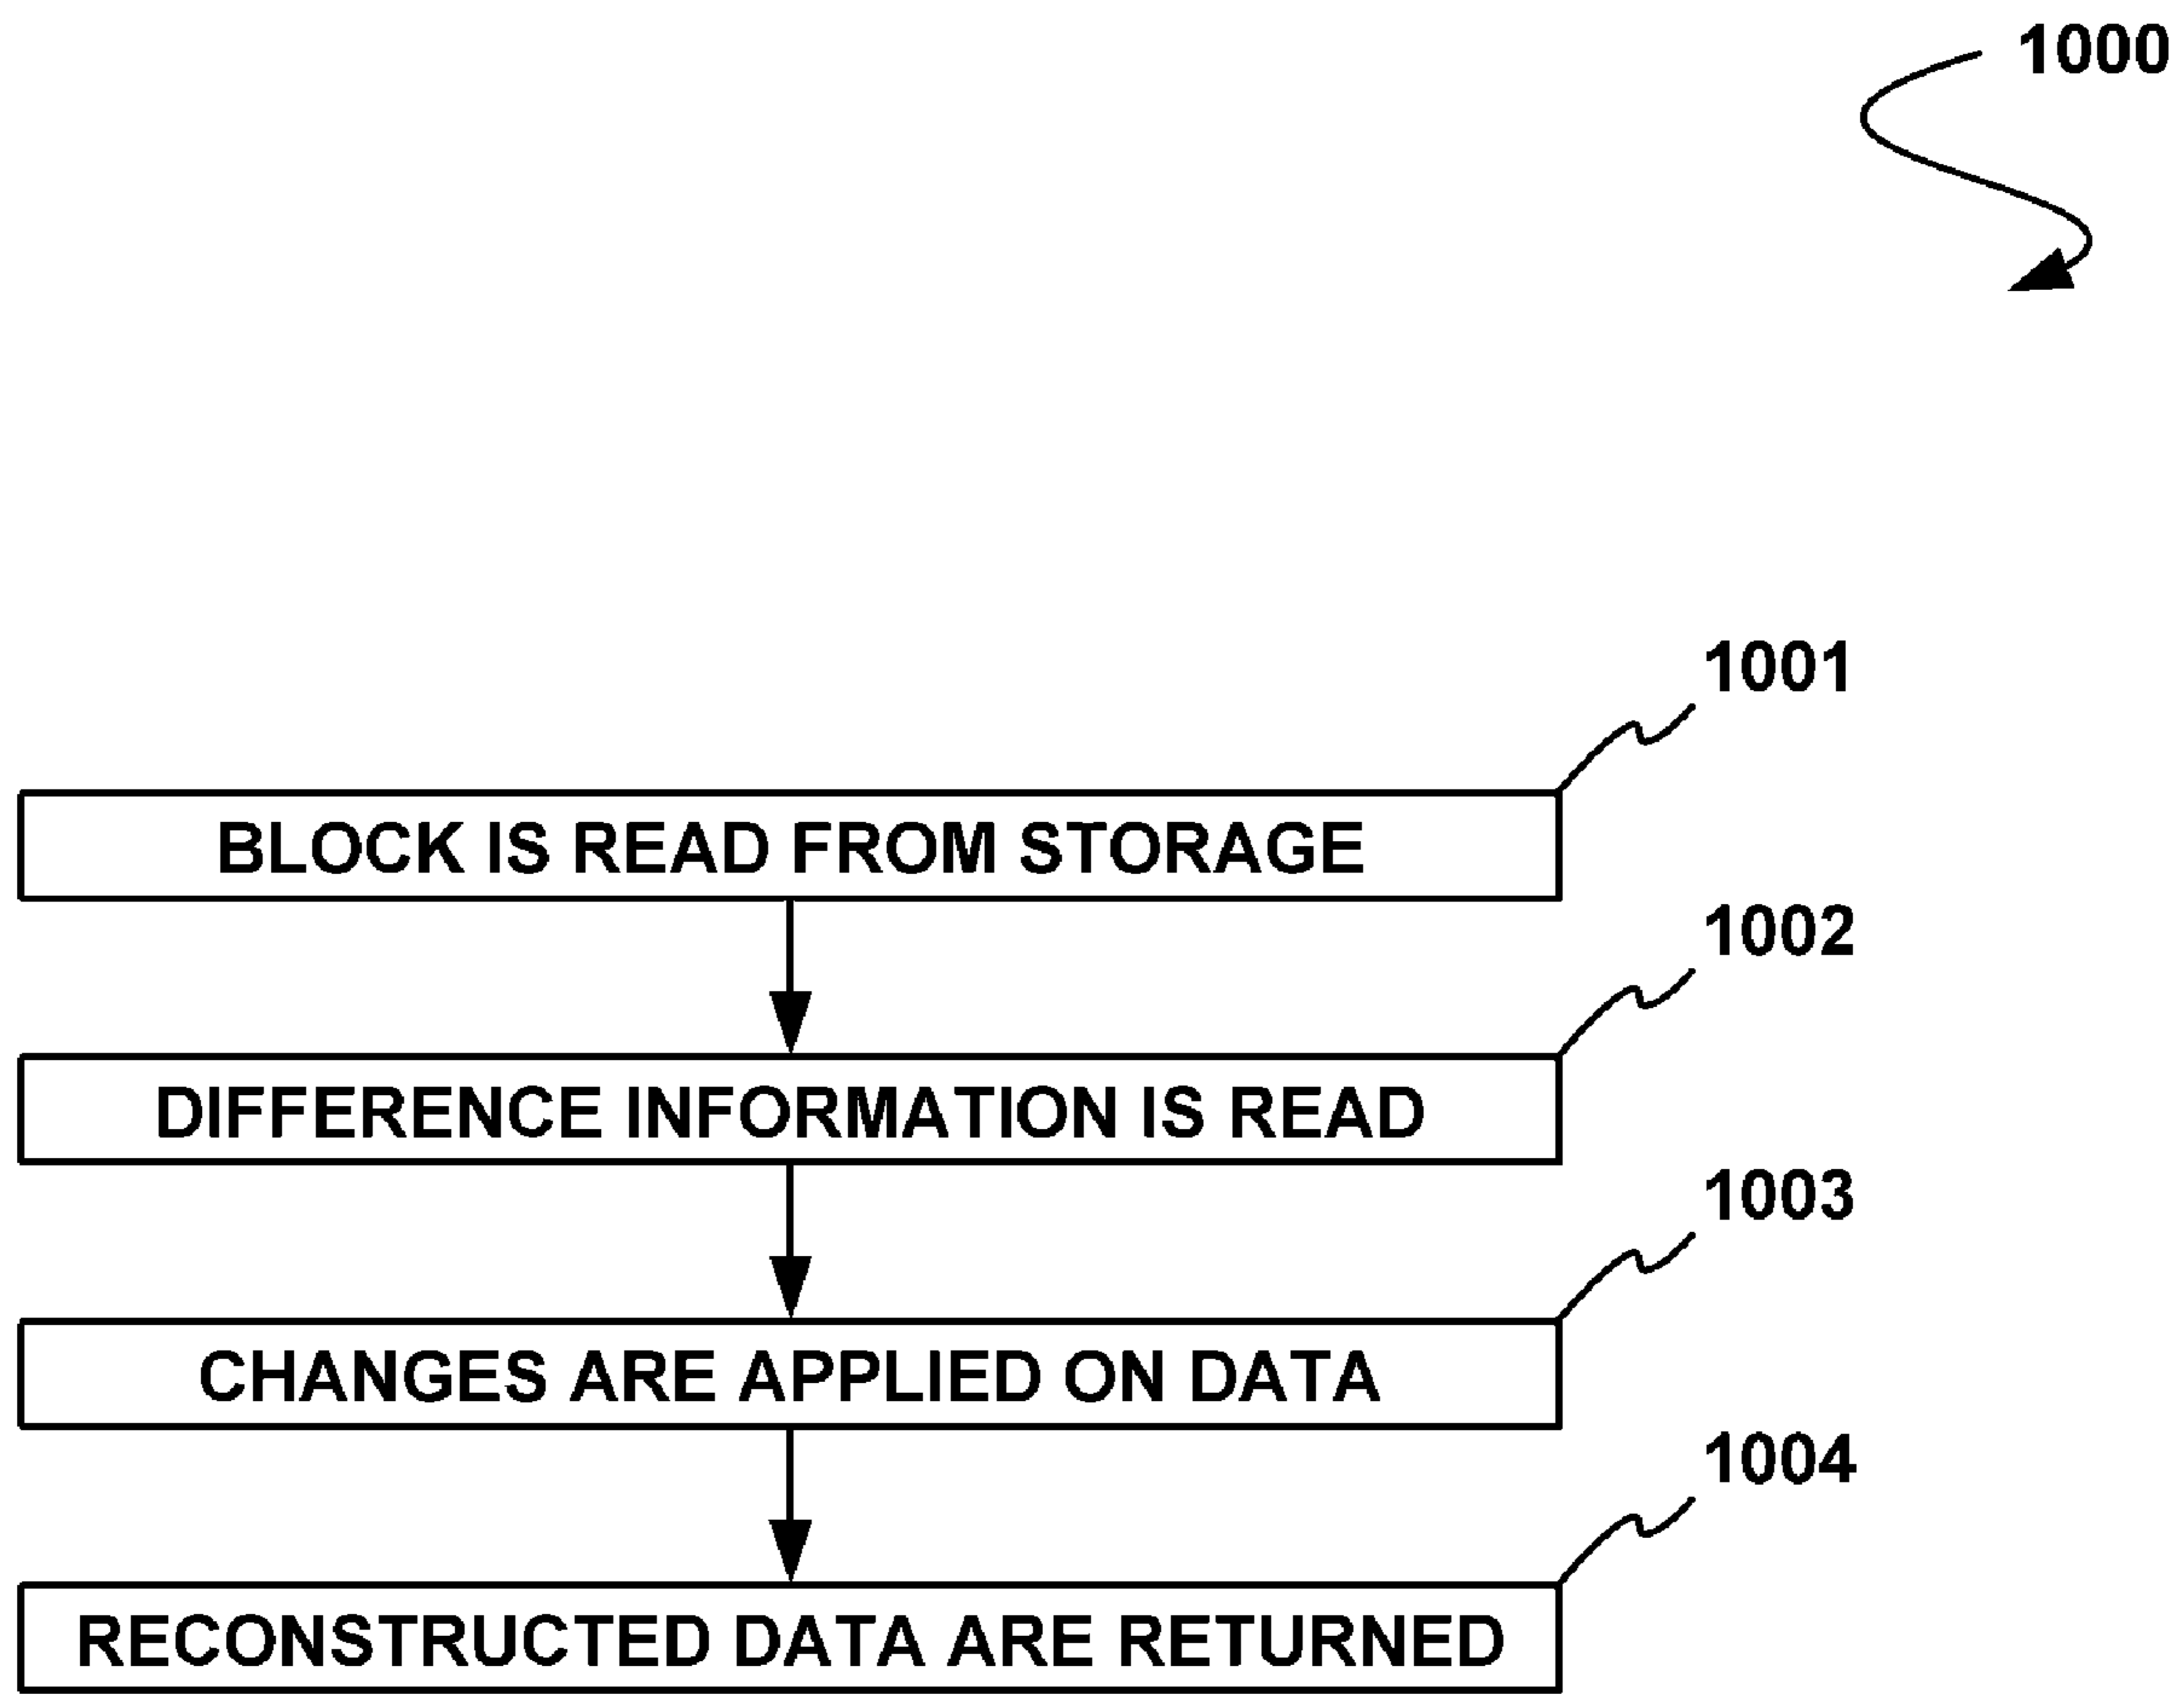 1000
1001
BLOCK IS READ FROM STORAGE
1002
DIFFERENCE INFORMATION IS READ
1003
CHANGES ARE APPLIED ON DATA
1004
RECONSTRUCTED DATA ARE RETURNED